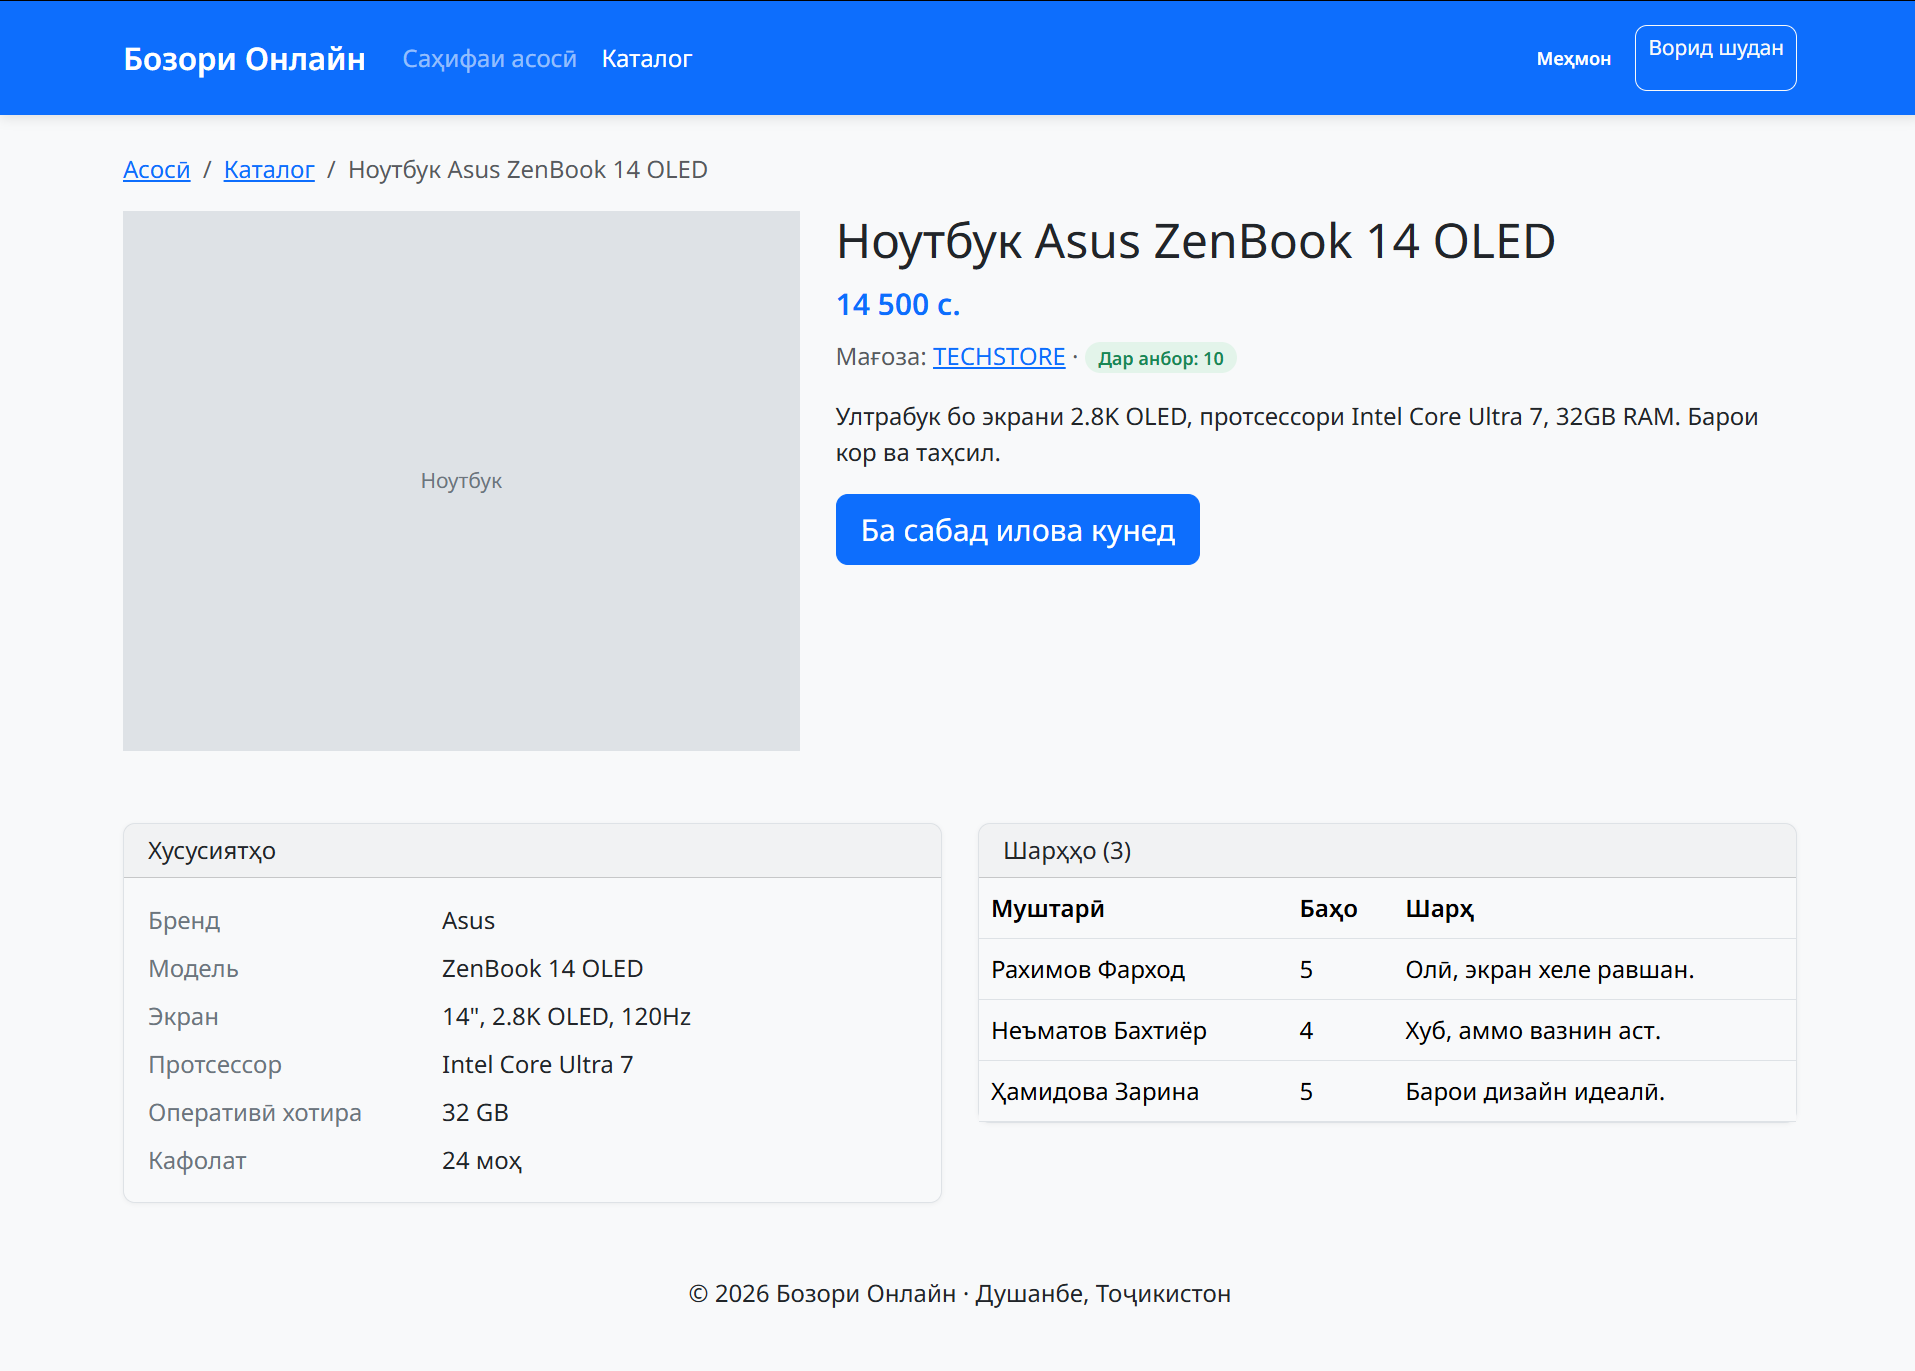 Бозори Онлайн Саҳифаи асосӣ Каталог Меҳмон Ворид шудан
Асосӣ / Каталог / Ноутбук Asus ZenBook 14 OLED
Ноутбук
Ноутбук Asus ZenBook 14 OLED
14 500 с.
Мағоза: TECHSTORE · Дар анбор: 10
Ултрабук бо экрани 2.8K OLED, протсессори Intel Core Ultra 7, 32GB RAM. Барои
кор ва таҳсил.
Ба сабад илова кунед
Хусусиятҳо
Бренд Asus
Модель ZenBook 14 OLED
Экран 14", 2.8K OLED, 120Hz
Протсессор Intel Core Ultra 7
Оперативӣ хотира 32 GB
Кафолат 24 моҳ
Шарҳҳо (3)
Муштарӣ Баҳо Шарҳ
Рахимов Фарход 5 Олӣ, экран хеле равшан.
Неъматов Бахтиёр 4 Хуб, аммо вазнин аст.
Ҳамидова Зарина 5 Барои дизайн идеалӣ.
© 2026 Бозори Онлайн · Душанбе, Тоҷикистон